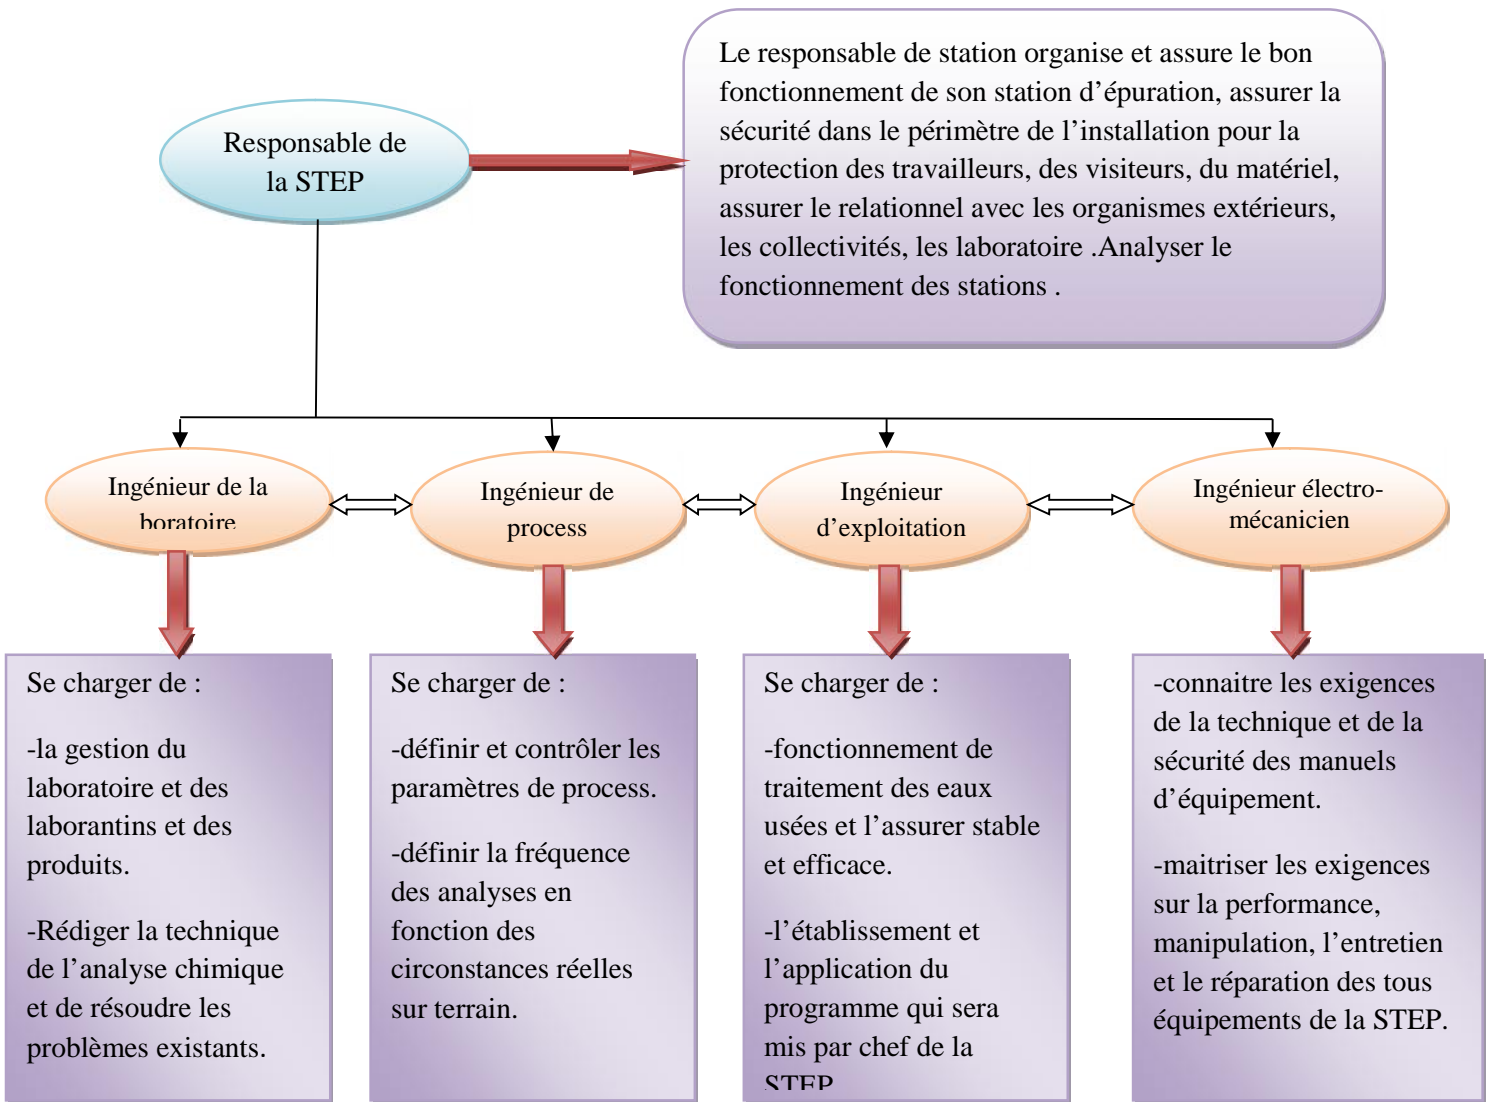 Le responsable de station organise et assure le bon
fonctionnement de son station d’épuration, assurer la
sécurité dans le périmètre de l’installation pour la
protection des travailleurs, des visiteurs, du matériel,
assurer le relationnel avec les organismes extérieurs,
les collectivités, les laboratoire .Analyser le
fonctionnement des stations .
Responsable de
la STEP
Ingénieur de la
boratoire
Ingénieur de
process
Ingénieur
d’exploitation
Ingénieur électro-
mécanicien
Se charger de :
-la gestion du
laboratoire et des
laborantins et des
produits.
-Rédiger la technique
de l’analyse chimique
et de résoudre les
problèmes existants.
Se charger de :
-définir et contrôler les
paramètres de process.
-définir la fréquence
des analyses en
fonction des
circonstances réelles
sur terrain.
Se charger de :
-fonctionnement de
traitement des eaux
usées et l’assurer stable
et efficace.
-l’établissement et
l’application du
programme qui sera
mis par chef de la
STEP
-connaitre les exigences
de la technique et de la
sécurité des manuels
d’équipement.
-maitriser les exigences
sur la performance,
manipulation, l’entretien
et le réparation des tous
équipements de la STEP.